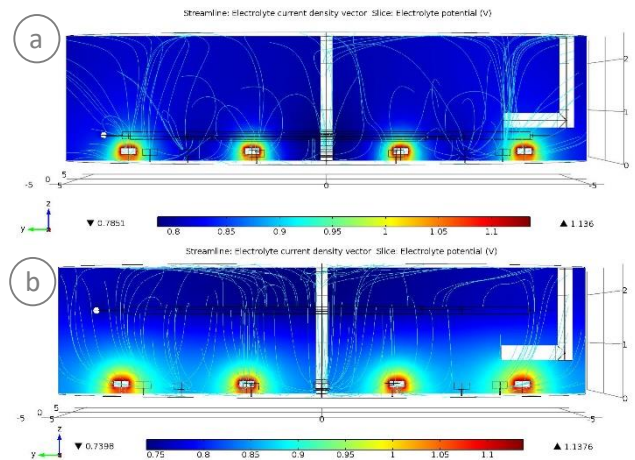 Streamline: Electrolyte current density vector Slice: Electrolyte potential (V)
a
2
1
0
-5 0 5 0 -5
z
y
▼ 0.7851 ▲ 1.136
0.8 0.85 0.9 0.95 1 1.05 1.1
Streamline: Electrolyte current density vector Slice: Electrolyte potential (V)
b
2
1
0
0 5
-5 5 0 -5
z
y
▼ 0.7398 ▲ 1.1376
0.75 0.8 0.85 0.9 0.95 1 1.05 1.1